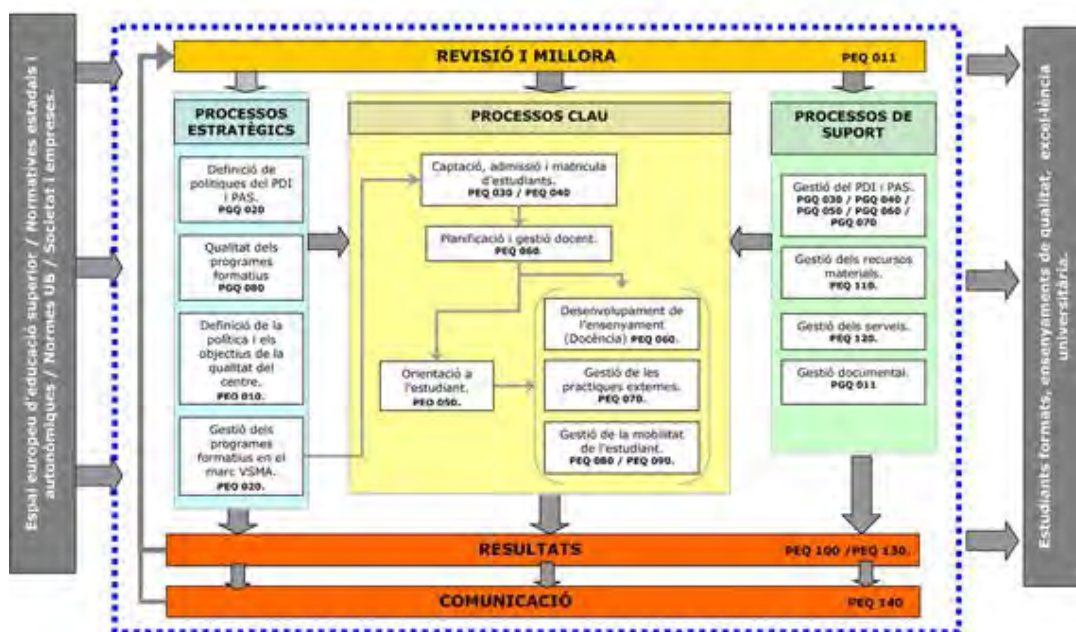 Espai europeu d'educació superior / Normatives estadals i
autonòmiques / Normes UB / Societat i empreses.
REVISIÓ I MILLORA
PEQ 011
PROCESSOS
ESTRATÈGICS
Definició de
polítiques del PDI
i PAS.
PGQ 020
Qualitat dels
programes
formatius
PGQ 080
Definició de la
política i els
objectius de la
qualitat del
centre.
PEQ 010.
Gestió dels
programes
formatius en el
marc VSMA.
PEQ 020.
PROCESSOS CLAU
Captació, admissió i matricula
d'estudiants.
PEQ 030 / PEQ 040
Planificació i gestió docent.
PEQ 060.
Orientació a
l'estudiant.
PEQ 050.
Desenvolupament de
l'ensenyament
(Docència) PEQ 060.
Gestió de les
practiques externes.
PEQ 070.
Gestió de la mobilitat
de l'estudiant.
PEQ 080 / PEQ 090.
PROCESSOS DE
SUPORT
Gestió del PDI i PAS.
PGQ 030 / PGQ 040 /
PGQ 050 / PGQ 060 /
PGQ 070
Gestió dels recursos
materials.
PEQ 110.
Gestió dels serveis.
PEQ 120.
Gestió documental.
PGQ 011
RESULTATS
PEQ 100 /PEQ 130.
COMUNICACIÓ
PEQ 140
Estudiants formats, ensenyaments de qualitat, excel·lència
universitària.